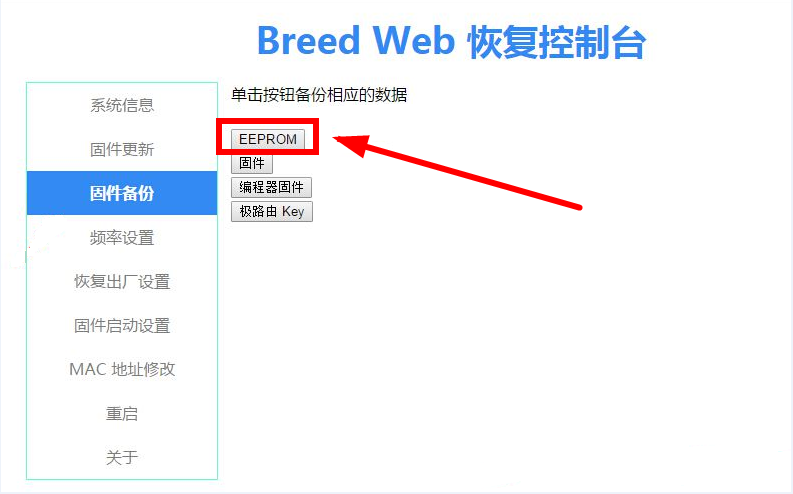 Breed Web 恢复控制台
系统信息
固件更新
固件备份
频率设置
恢复出厂设置
固件启动设置
MAC 地址修改
重启
关于
单击按钮备份相应的数据
EEPROM
固件
编程器固件
极路由 Key